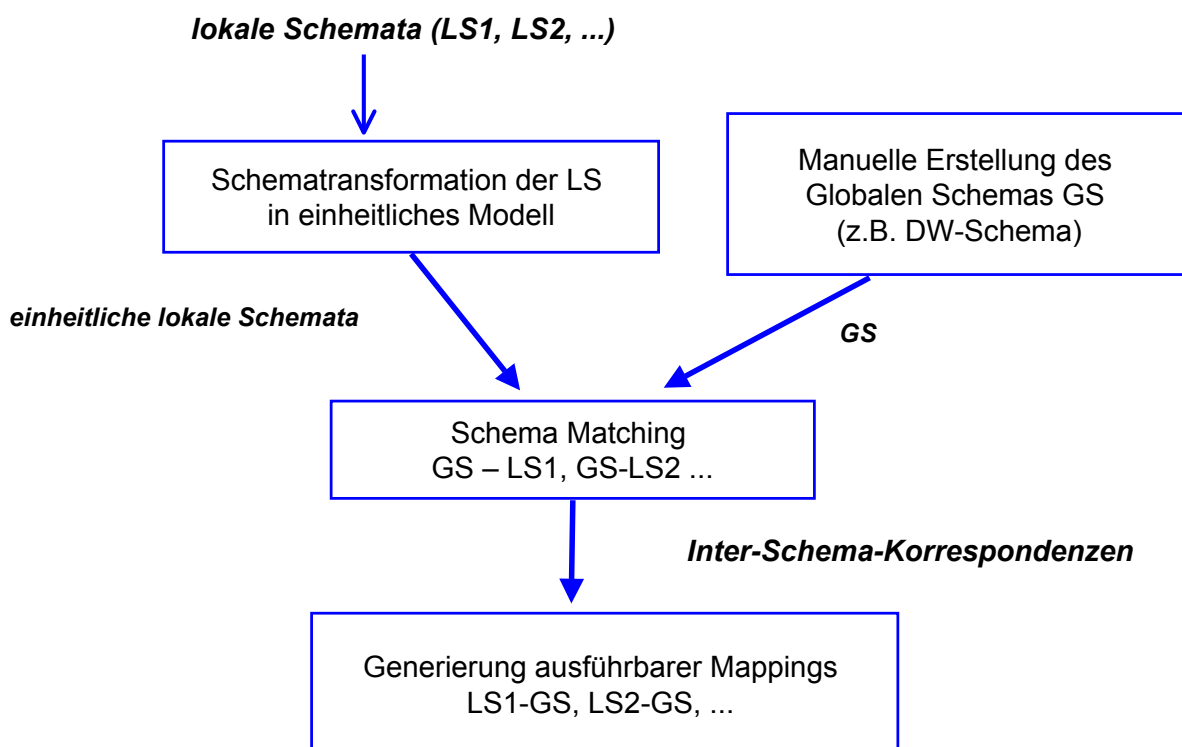 lokale Schemata (LS1, LS2, ...)
Schematransformation der LS
in einheitliches Modell
Manuelle Erstellung des
Globalen Schemas GS
(z.B. DW-Schema)
einheitliche lokale Schemata
GS
Schema Matching
GS – LS1, GS-LS2 ...
Inter-Schema-Korrespondenzen
Generierung ausführbarer Mappings
LS1-GS, LS2-GS, ...